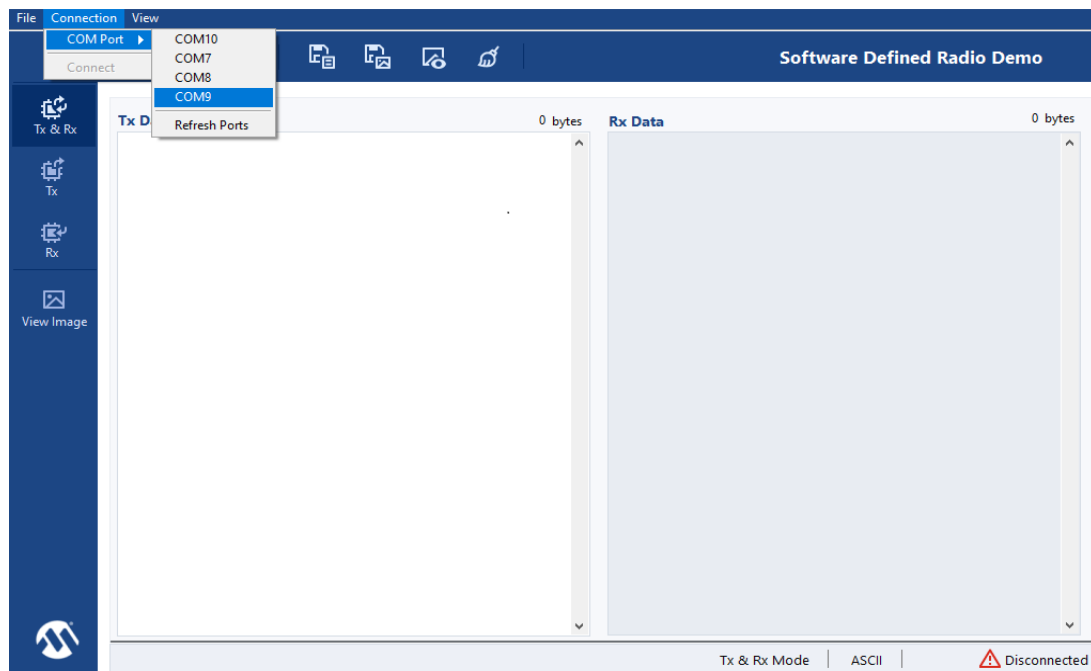 File Connection View
COM Port
Connect
COM10
COM7
COM8
COM9
Refresh Ports
Software Defined Radio Demo
Tx & Rx
Tx
Rx
View Image
Tx D
0 bytes
Rx Data
0 bytes
Tx & Rx Mode
ASCII
Disconnected